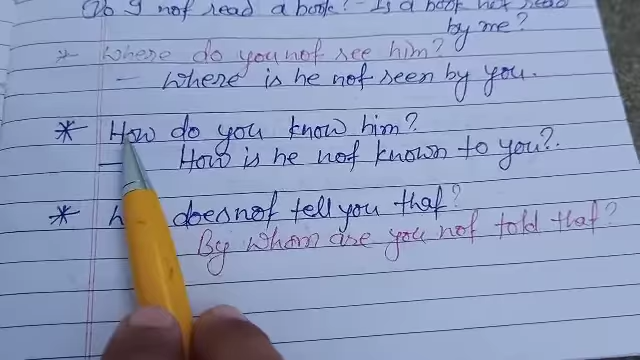 Do I not read a book? - Is a book not read
by me?
* Where do you not see him?
- Where is he not seen by you.
* How do you know him?
- How is he not known to you?.
* does not tell you that?
By whom are you not told that?